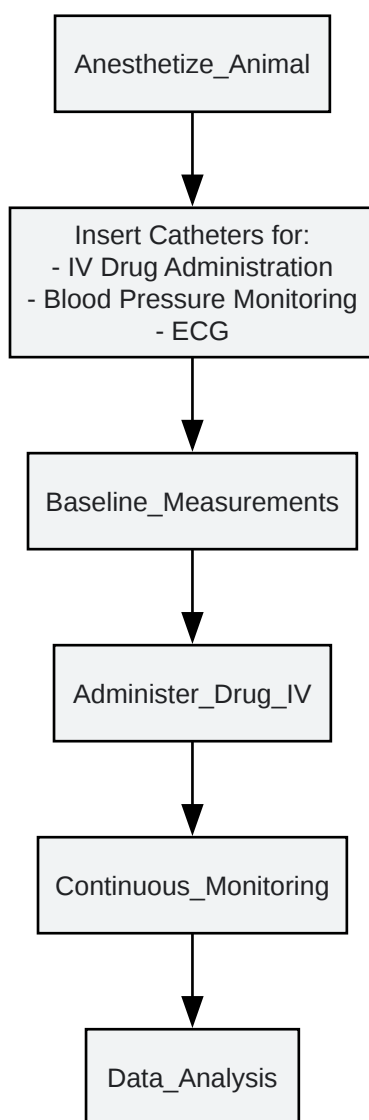 Anesthetize_Animal
Insert Catheters for:
- IV Drug Administration
- Blood Pressure Monitoring
- ECG
Baseline_Measurements
Administer_Drug_IV
Continuous_Monitoring
Data_Analysis